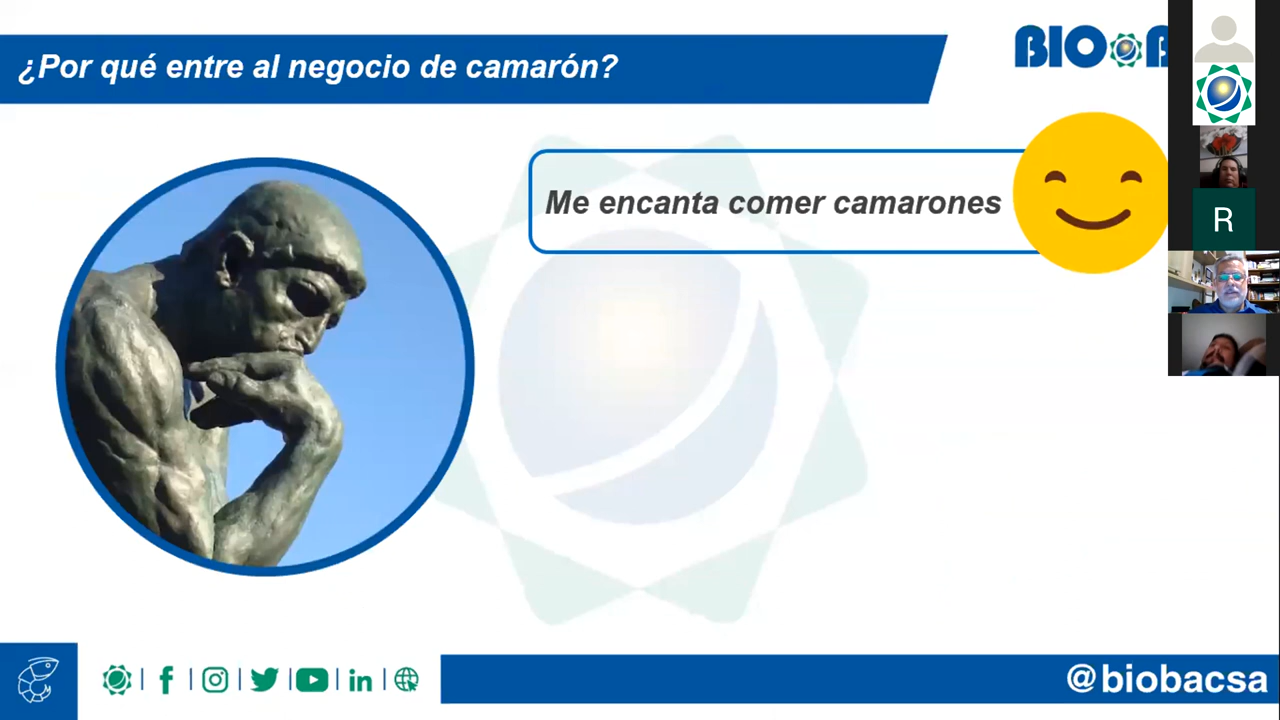 ¿Por qué entre al negocio de camarón?
BIO B
R
Me encanta comer camarones
@biobacsa